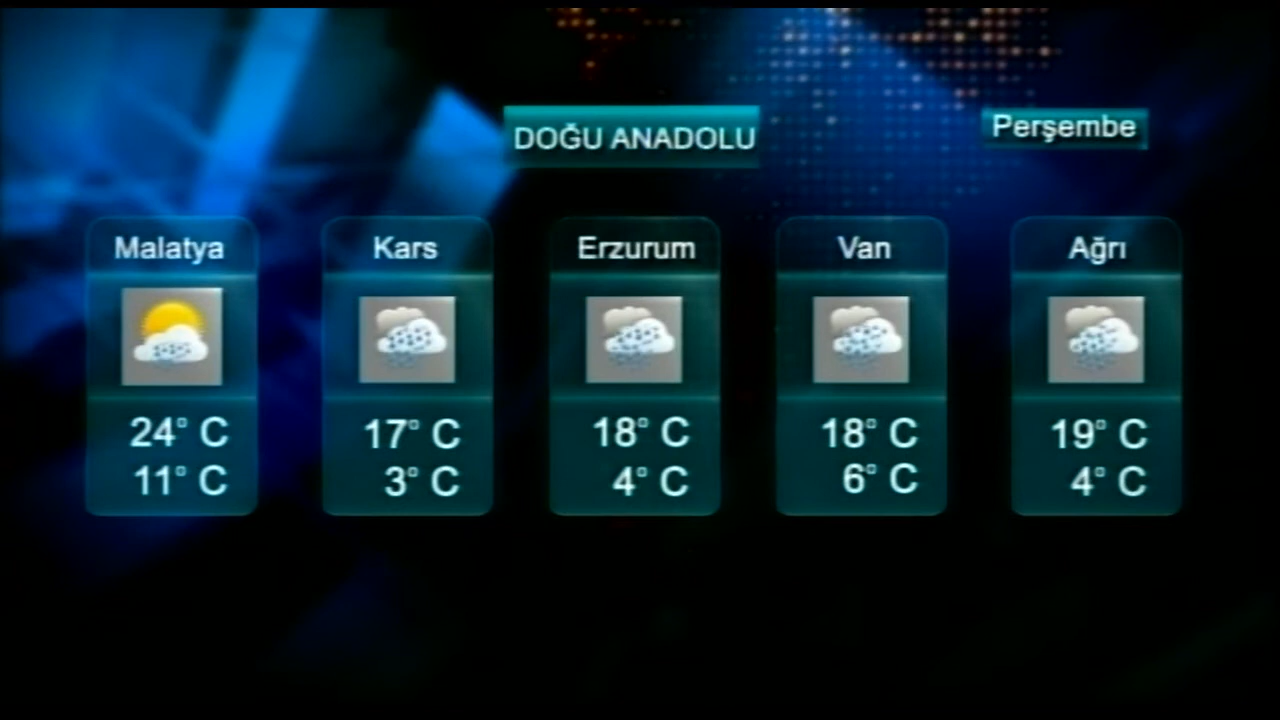 DOĞU ANADOLU
Perşembe
Malatya
24° C
11° C
Kars
17° C
3° C
Erzurum
18° C
4° C
Van
18° C
6° C
Ağrı
19° C
4° C